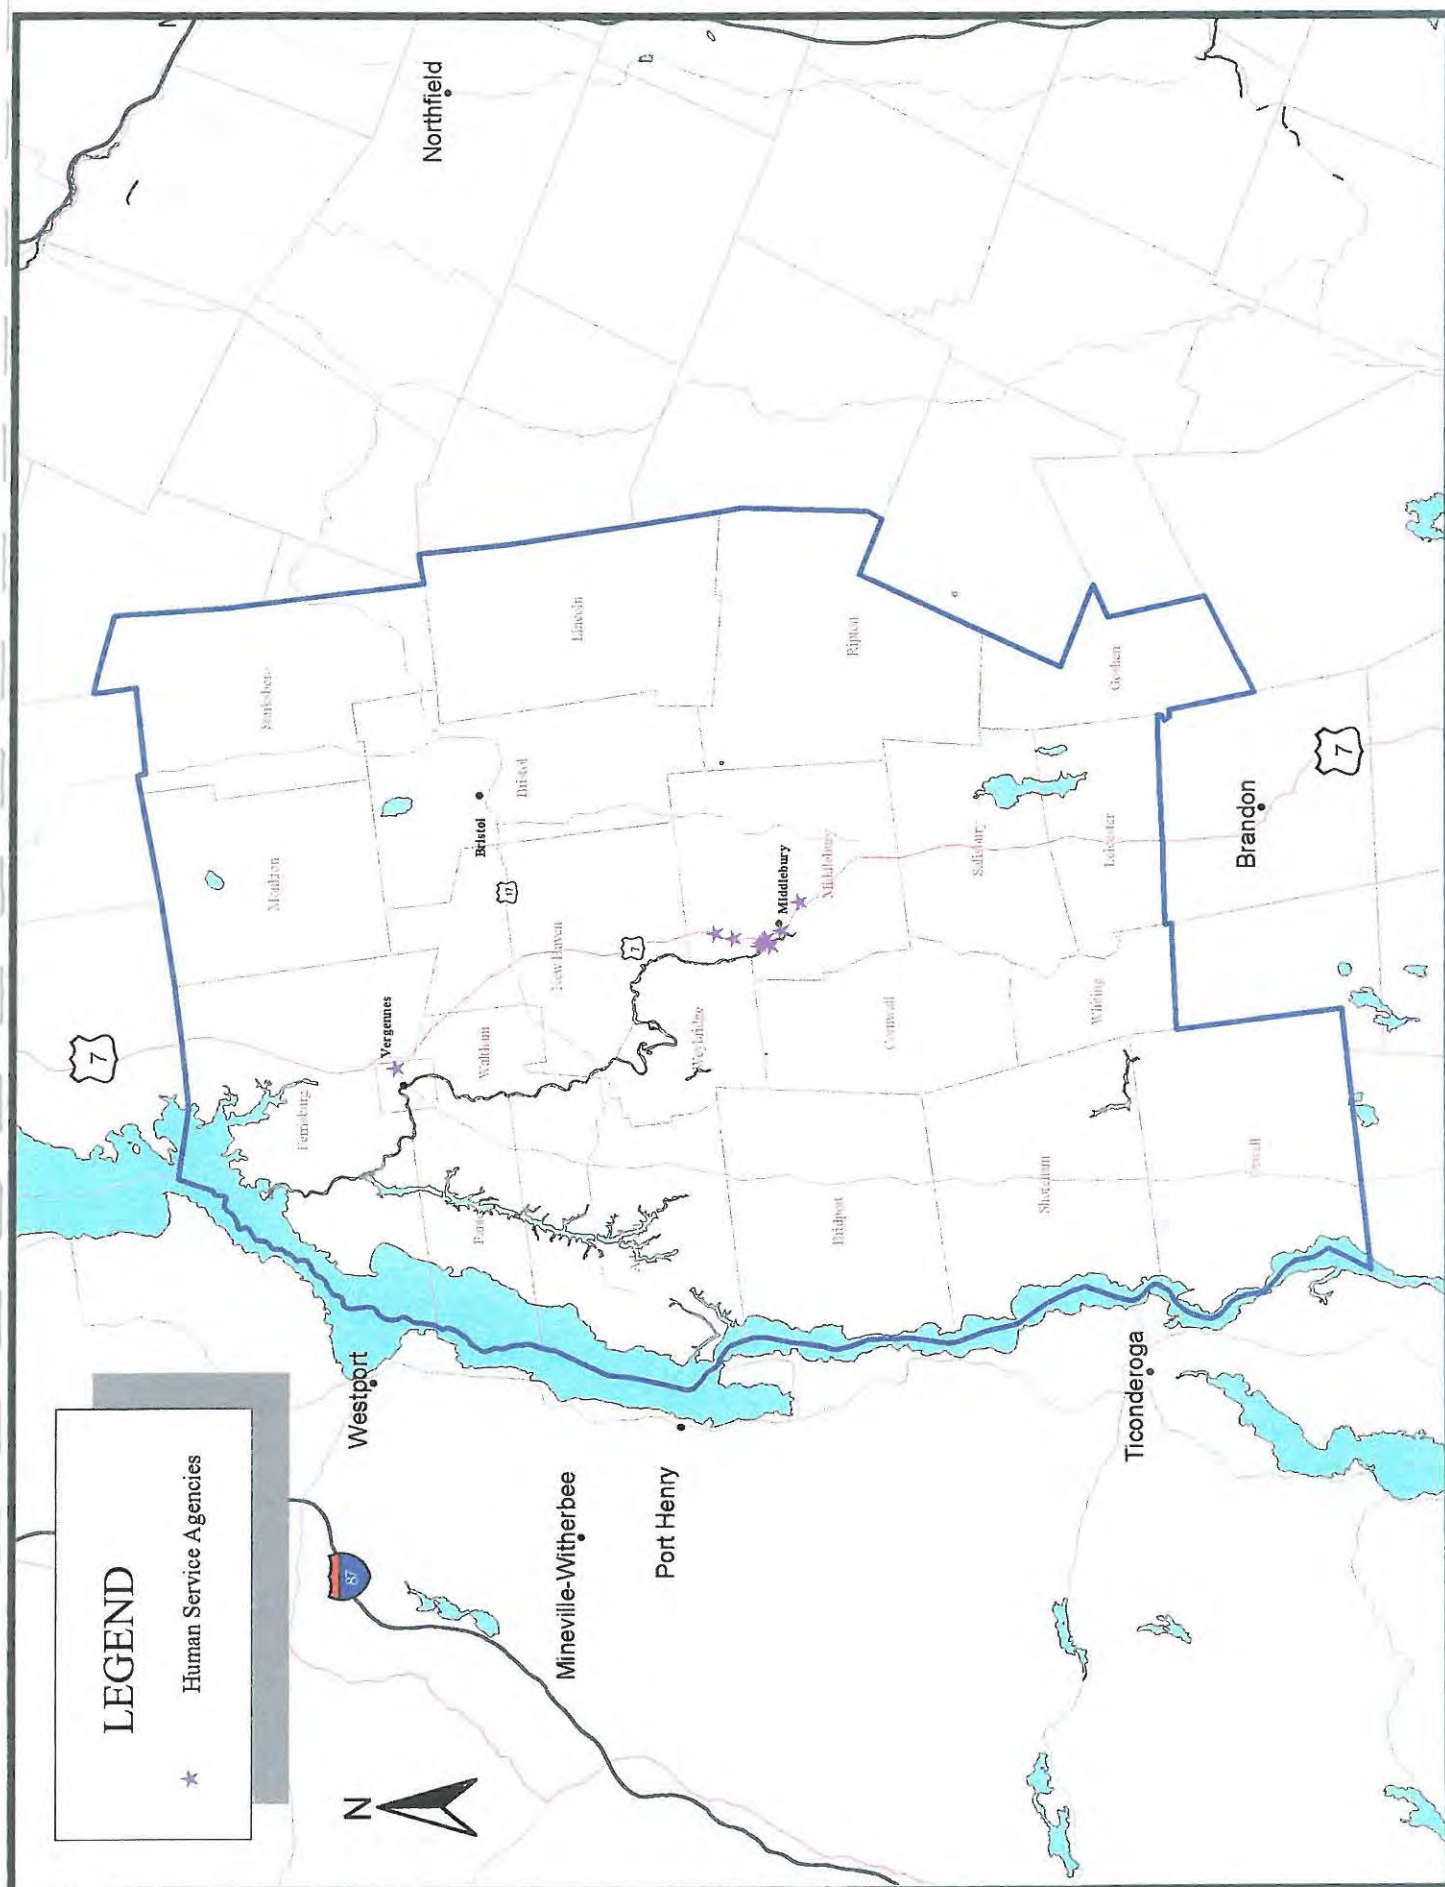 LEGEND
Human Service Agencies
N
87
Westport
Mineville-Witherbee
Port Henry
Ticonderoga
7
Vergennes
Ferrisburg
Waltham
Weybridge
Bridport
Shoreham
Cornwall
Whiting
Monkton
New Haven
7
17
Bristol
Bristol
Middlebury
Middlebury
Salisbury
Leicester
Brandon
7
Starksboro
Lincoln
Ripton
Goshen
Northfield